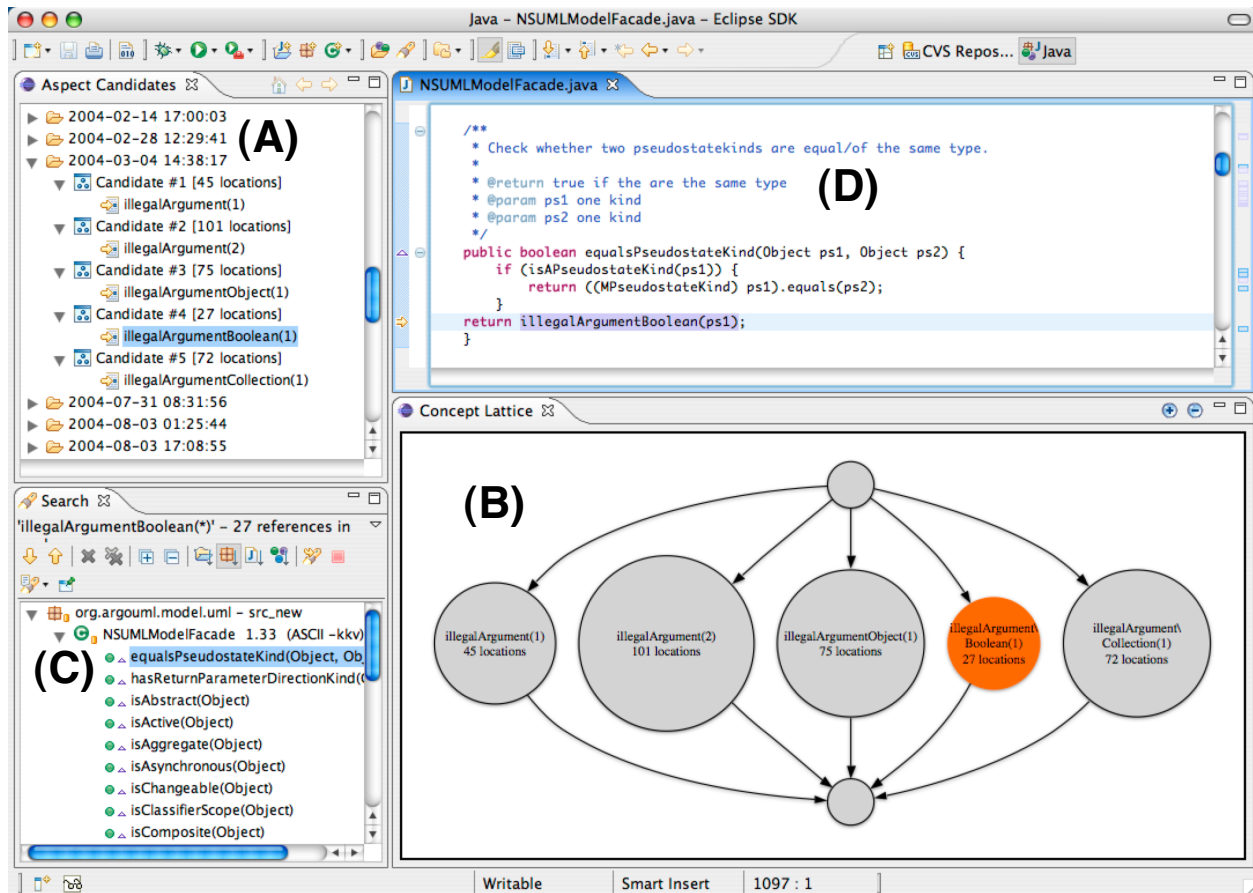 Java – NSUMLModelFacade.java – Eclipse SDK
010
CVS
CVS Repos...
Java
Aspect Candidates
2004-02-14 17:00:03
2004-02-28 12:29:41
(A)
2004-03-04 14:38:17
Candidate #1 [45 locations]
illegalArgument(1)
Candidate #2 [101 locations]
illegalArgument(2)
Candidate #3 [75 locations]
illegalArgumentObject(1)
Candidate #4 [27 locations]
illegalArgumentBoolean(1)
Candidate #5 [72 locations]
illegalArgumentCollection(1)
2004-07-31 08:31:56
2004-08-03 01:25:44
2004-08-03 17:08:55
NSUMLModelFacade.java
/**
* Check whether two pseudostatekinds are equal/of the same type.
*
* @return true if the are the same type
* @param ps1 one kind
* @param ps2 one kind
*/
(D)
public boolean equalsPseudostateKind(Object ps1, Object ps2) {
if (isAPseudostateKind(ps1)) {
return ((MPseudostateKind) ps1).equals(ps2);
}
return illegalArgumentBoolean(ps1);
}
Search
'illegalArgumentBoolean(*)' – 27 references in
org.argouml.model.uml – src_new
NSUMLModelFacade 1.33 (ASCII -kkv)
(C)
equalsPseudostateKind(Object, Ob
hasReturnParameterDirectionKind(
isAbstract(Object)
isActive(Object)
isAggregate(Object)
isAsynchronous(Object)
isChangeable(Object)
isClassifierScope(Object)
isComposite(Object)
Concept Lattice
(B)
illegalArgument(1)
45 locations
illegalArgument(2)
101 locations
illegalArgumentObject(1)
75 locations
illegalArgument\
Boolean(1)
27 locations
illegalArgument\
Collection(1)
72 locations
Writable
Smart Insert
1097 : 1